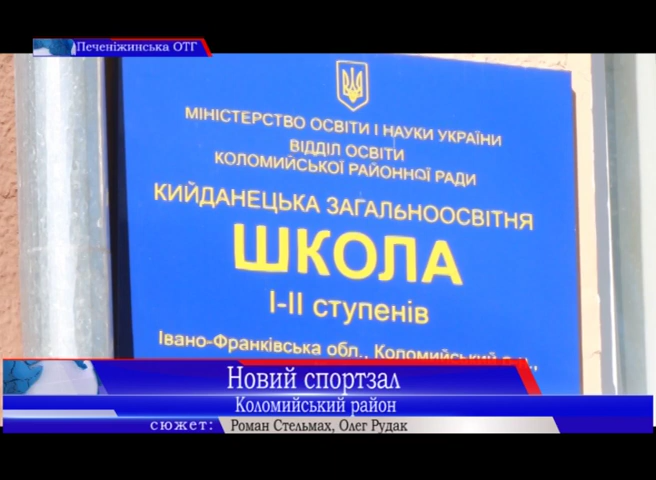 Печеніжинська ОТГ
МІНІСТЕРСТВО ОСВІТИ І НАУКИ УКРАЇНИ
ВІДДІЛ ОСВІТИ
КОЛОМИЙСЬКОЇ РАЙОННОЇ РАДИ
КИЙДАНЕЦЬКА ЗАГАЛЬНООСВІТНЯ
ШКОЛА
І-ІІ ступенів
Івано-Франківська обл., Коломийський р-н.,
Новий спортзал
Коломийський район
сюжет: Роман Стельмах, Олег Рудак